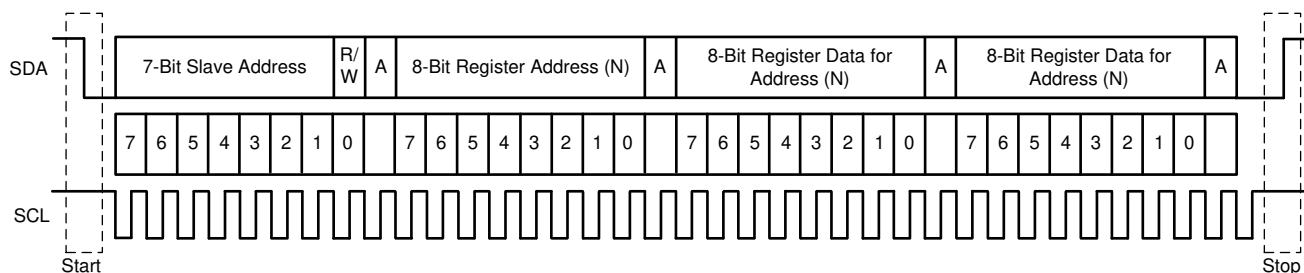 SDA
7-Bit Slave Address
R/
W
A
8-Bit Register Address (N)
A
8-Bit Register Data for
Address (N)
A
8-Bit Register Data for
Address (N)
A
7 6 5 4 3 2 1 0 7 6 5 4 3 2 1 0 7 6 5 4 3 2 1 0 7 6 5 4 3 2 1 0
SCL
Start
Stop